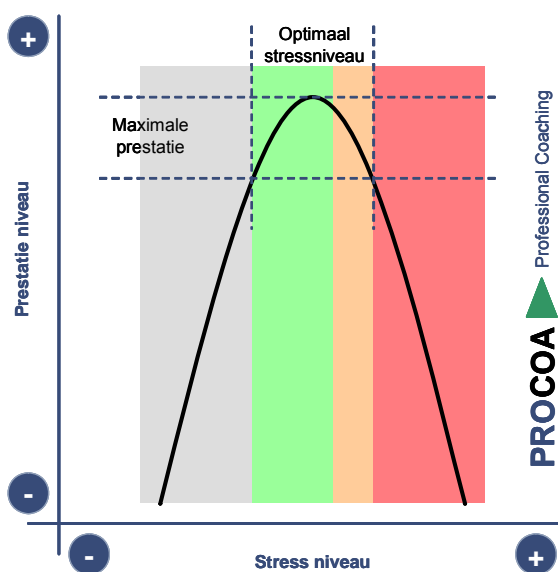 +
Optimaal
stressniveau
Maximale
prestatie
Prestatie niveau
PROCOA Professional Coaching
-
-
Stress niveau
+